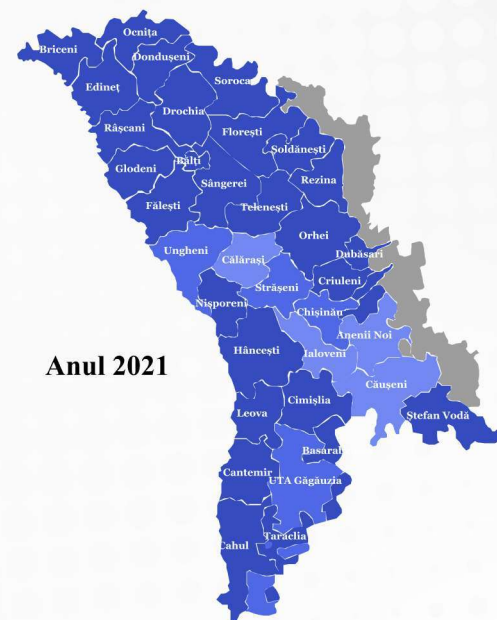 Ocnița
Briceni
Dondușeni
Edineț
Soroca
Drochia
Râșcani
Florești
Șoldănești
Bălți
Glodeni
Sângerei
Rezina
Fălești
Telenești
Orhei
Ungheni
Dubăsari
Călărași
Criuleni
Strășeni
Nișporeni
Chișinău
Anenii Noi
Hâncești
Ialoveni
Anul 2021
Căușeni
Cimișlia
Leova
Ștefan Vodă
Basarab
Cantemir
UTA Găgăuzia
Taraclia
Cahul